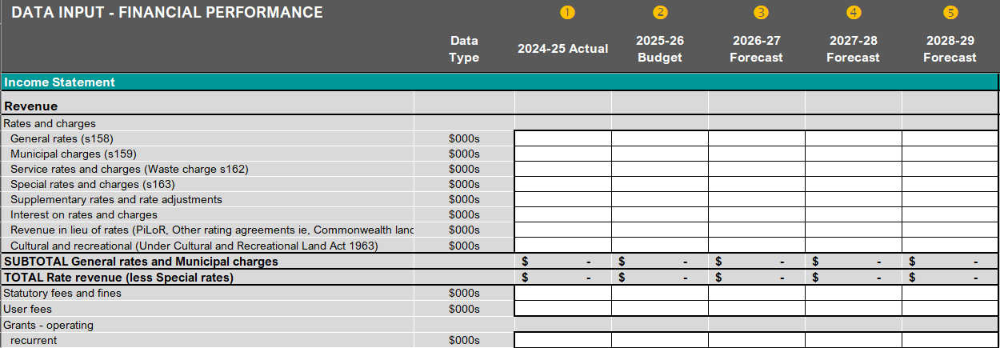 DATA INPUT - FINANCIAL PERFORMANCE 1 2 3 4 5
Data Type 2024-25 Actual 2025-26 Budget 2026-27 Forecast 2027-28 Forecast 2028-29 Forecast
Income Statement
Revenue
Rates and charges
General rates (s158) $000s
Municipal charges (s159) $000s
Service rates and charges (Waste charge s162) $000s
Special rates and charges (s163) $000s
Supplementary rates and rate adjustments $000s
Interest on rates and charges $000s
Revenue in lieu of rates (PiLoR, Other rating agreements ie, Commonwealth lanc $000s
Cultural and recreational (Under Cultural and Recreational Land Act 1963) $000s
SUBTOTAL General rates and Municipal charges $ - $ - $ - $ - $ -
TOTAL Rate revenue (less Special rates) $ - $ - $ - $ - $ -
Statutory fees and fines $000s
User fees $000s
Grants - operating
recurrent $000s